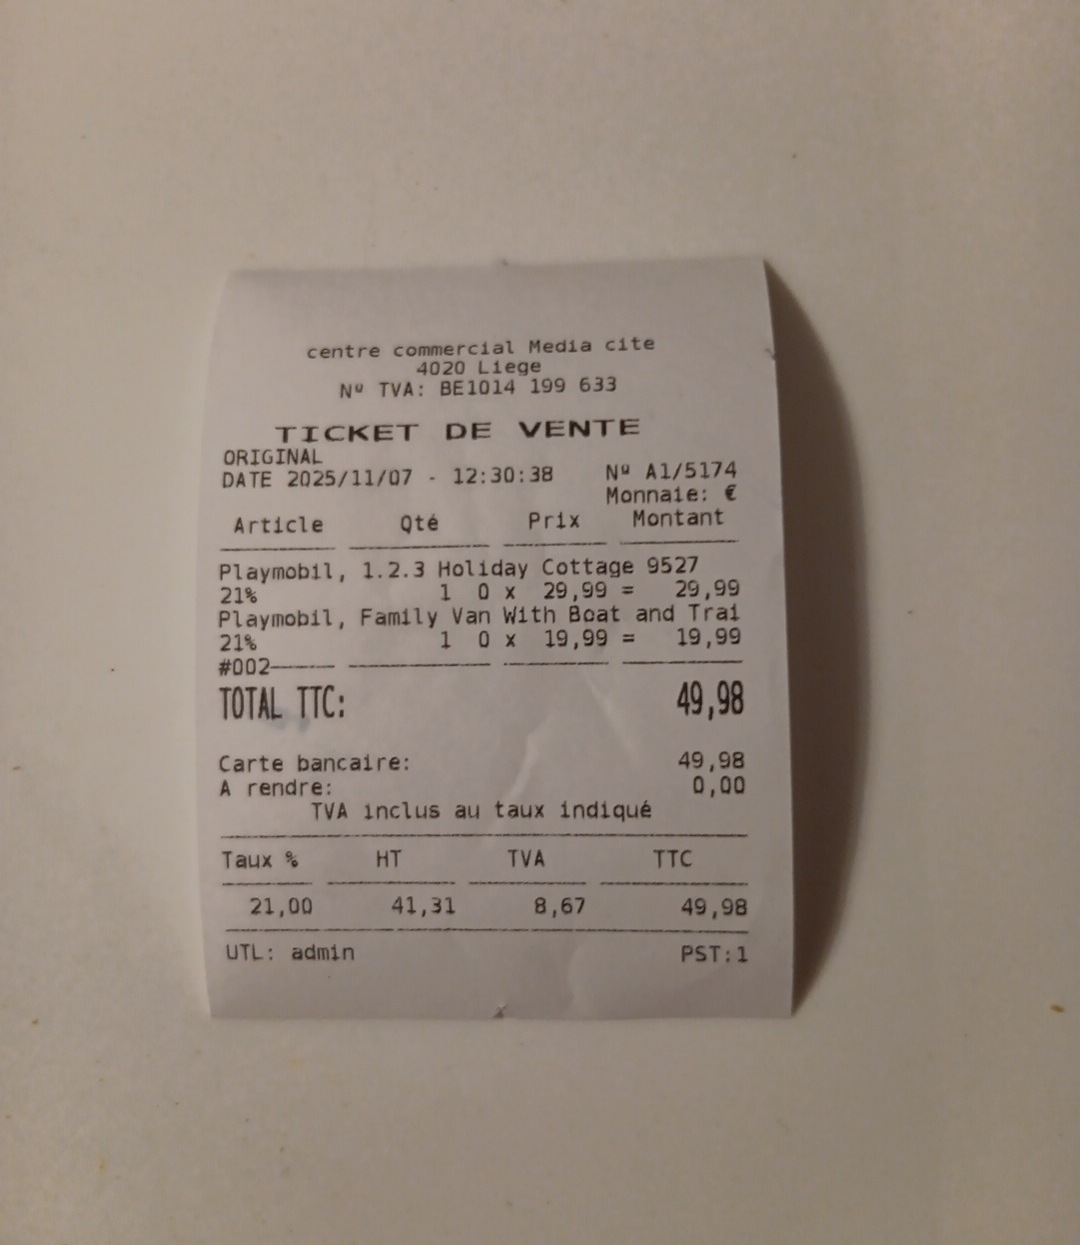 centre commercial Media cite
4020 Liege
Nº TVA: BE1014 199 633
TICKET DE VENTE
ORIGINAL
DATE 2025/11/07 - 12:30:38 Nº A1/5174
Monnaie: €
Article Qté Prix Montant
Playmobil, 1.2.3 Holiday Cottage 9527
21% 1 0 x 29,99 = 29,99
Playmobil, Family Van With Boat and Trai
21% 1 0 x 19,99 = 19,99
#002
TOTAL TTC: 49,98
Carte bancaire: 49,98
A rendre: 0,00
TVA inclus au taux indiqué
Taux % HT TVA TTC
21,00 41,31 8,67 49,98
UTL: admin PST:1